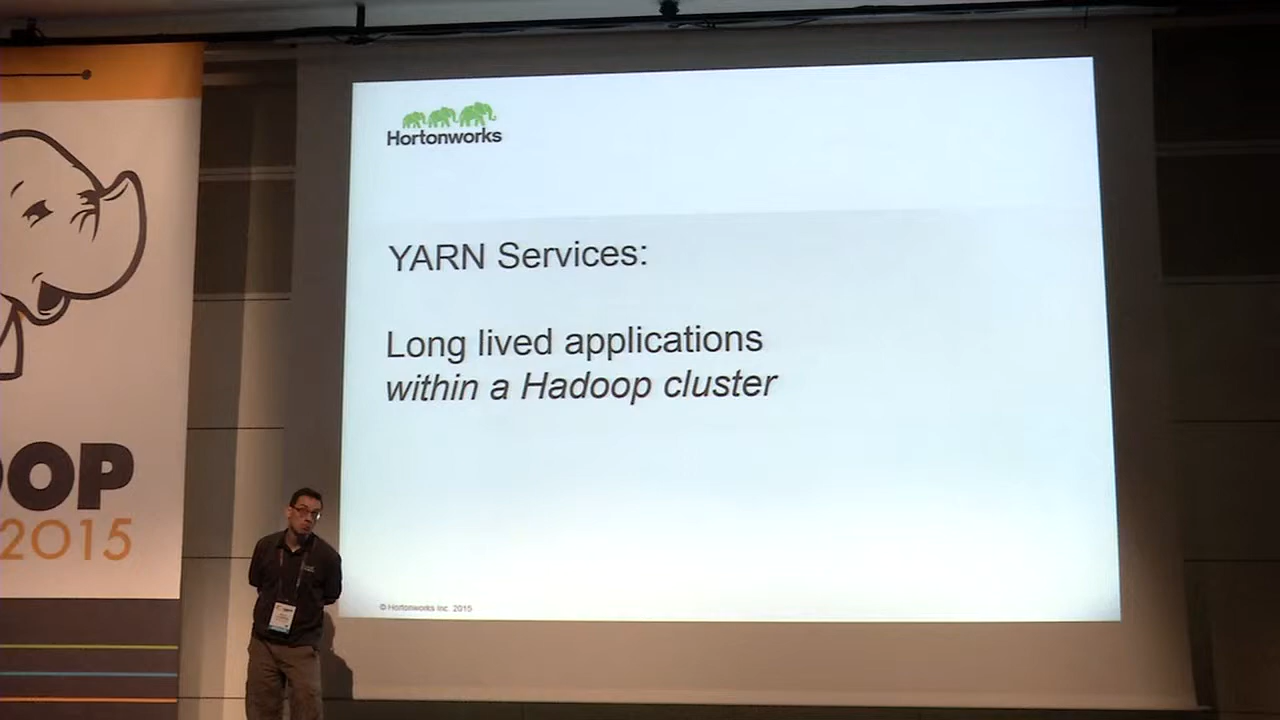 Hortonworks
YARN Services:
Long lived applications
within a Hadoop cluster
© Hortonworks Inc. 2015
OOP
2015